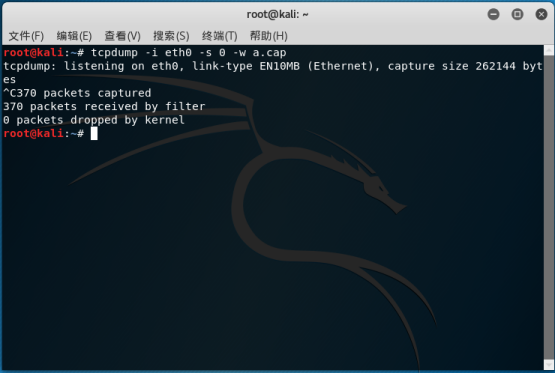 root@kali: ~
文件(F) 编辑(E) 查看(V) 搜索(S) 终端(T) 帮助(H)
root@kali:~# tcpdump -i eth0 -s 0 -w a.cap
tcpdump: listening on eth0, link-type EN10MB (Ethernet), capture size 262144 byt
es
^C370 packets captured
370 packets received by filter
0 packets dropped by kernel
root@kali:~#